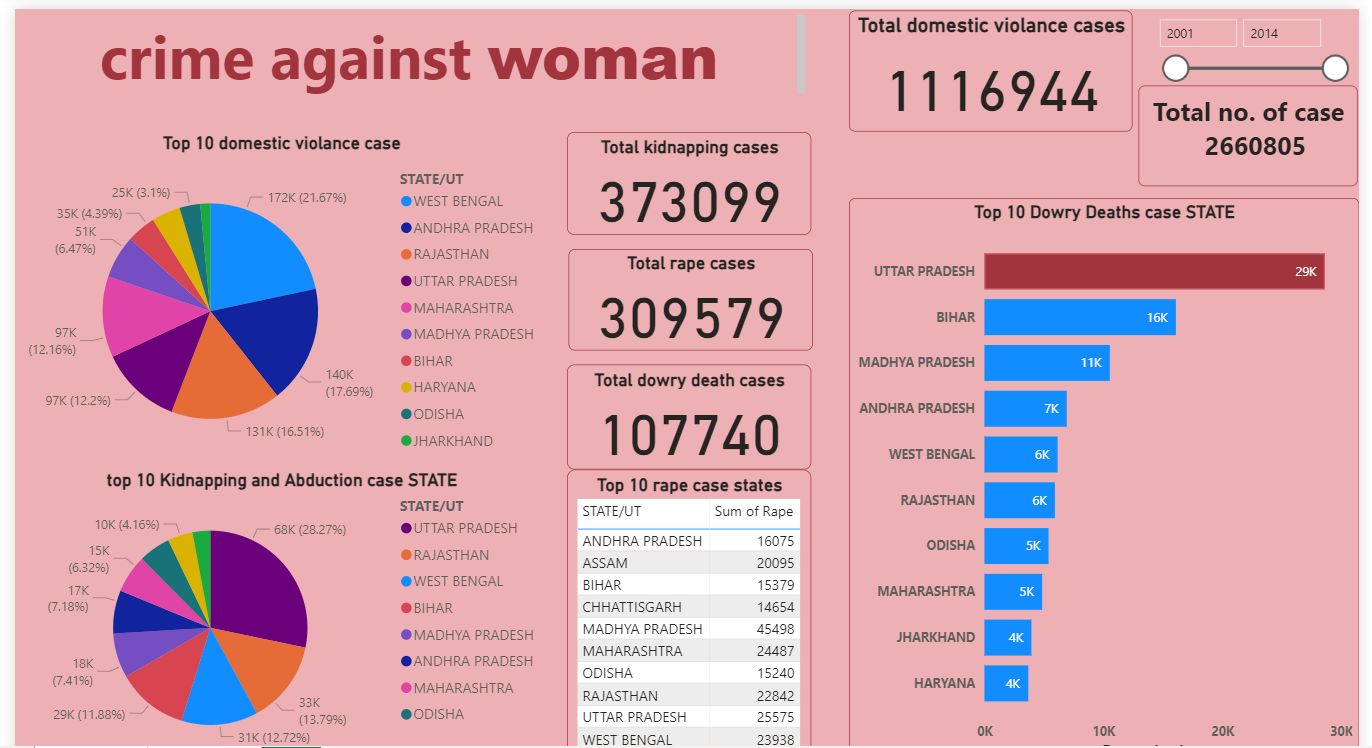 crime against woman
Total domestic violance cases
1116944
2001
2014
Total no. of case
2660805
Top 10 domestic violance case
25K (3.1%)
172K (21.67%)
35K (4.39%)
51K
(6.47%)
97K
(12.16%)
97K (12.2%)
131K (16.51%)
140K
(17.69%)
STATE/UT
WEST BENGAL
ANDHRA PRADESH
RAJASTHAN
UTTAR PRADESH
MAHARASHTRA
MADHYA PRADESH
BIHAR
HARYANA
ODISHA
JHARKHAND
Total kidnapping cases
373099
Total rape cases
309579
Total dowry death cases
107740
top 10 Kidnapping and Abduction case STATE
10K (4.16%)
68K (28.27%)
15K
(6.32%)
17K
(7.18%)
18K
(7.41%)
29K (11.88%)
31K (12.72%)
33K
(13.79%)
STATE/UT
UTTAR PRADESH
RAJASTHAN
WEST BENGAL
BIHAR
MADHYA PRADESH
ANDHRA PRADESH
MAHARASHTRA
ODISHA
Top 10 rape case states
STATE/UT Sum of Rape
ANDHRA PRADESH 16075
ASSAM 20095
BIHAR 15379
CHHATTISGARH 14654
MADHYA PRADESH 45498
MAHARASHTRA 24487
ODISHA 15240
RAJASTHAN 22842
UTTAR PRADESH 25575
WEST BENGAL 23938
Top 10 Dowry Deaths case STATE
UTTAR PRADESH 29K
BIHAR 16K
MADHYA PRADESH 11K
ANDHRA PRADESH 7K
WEST BENGAL 6K
RAJASTHAN 6K
ODISHA 5K
MAHARASHTRA 5K
JHARKHAND 4K
HARYANA 4K
0K 10K 20K 30K